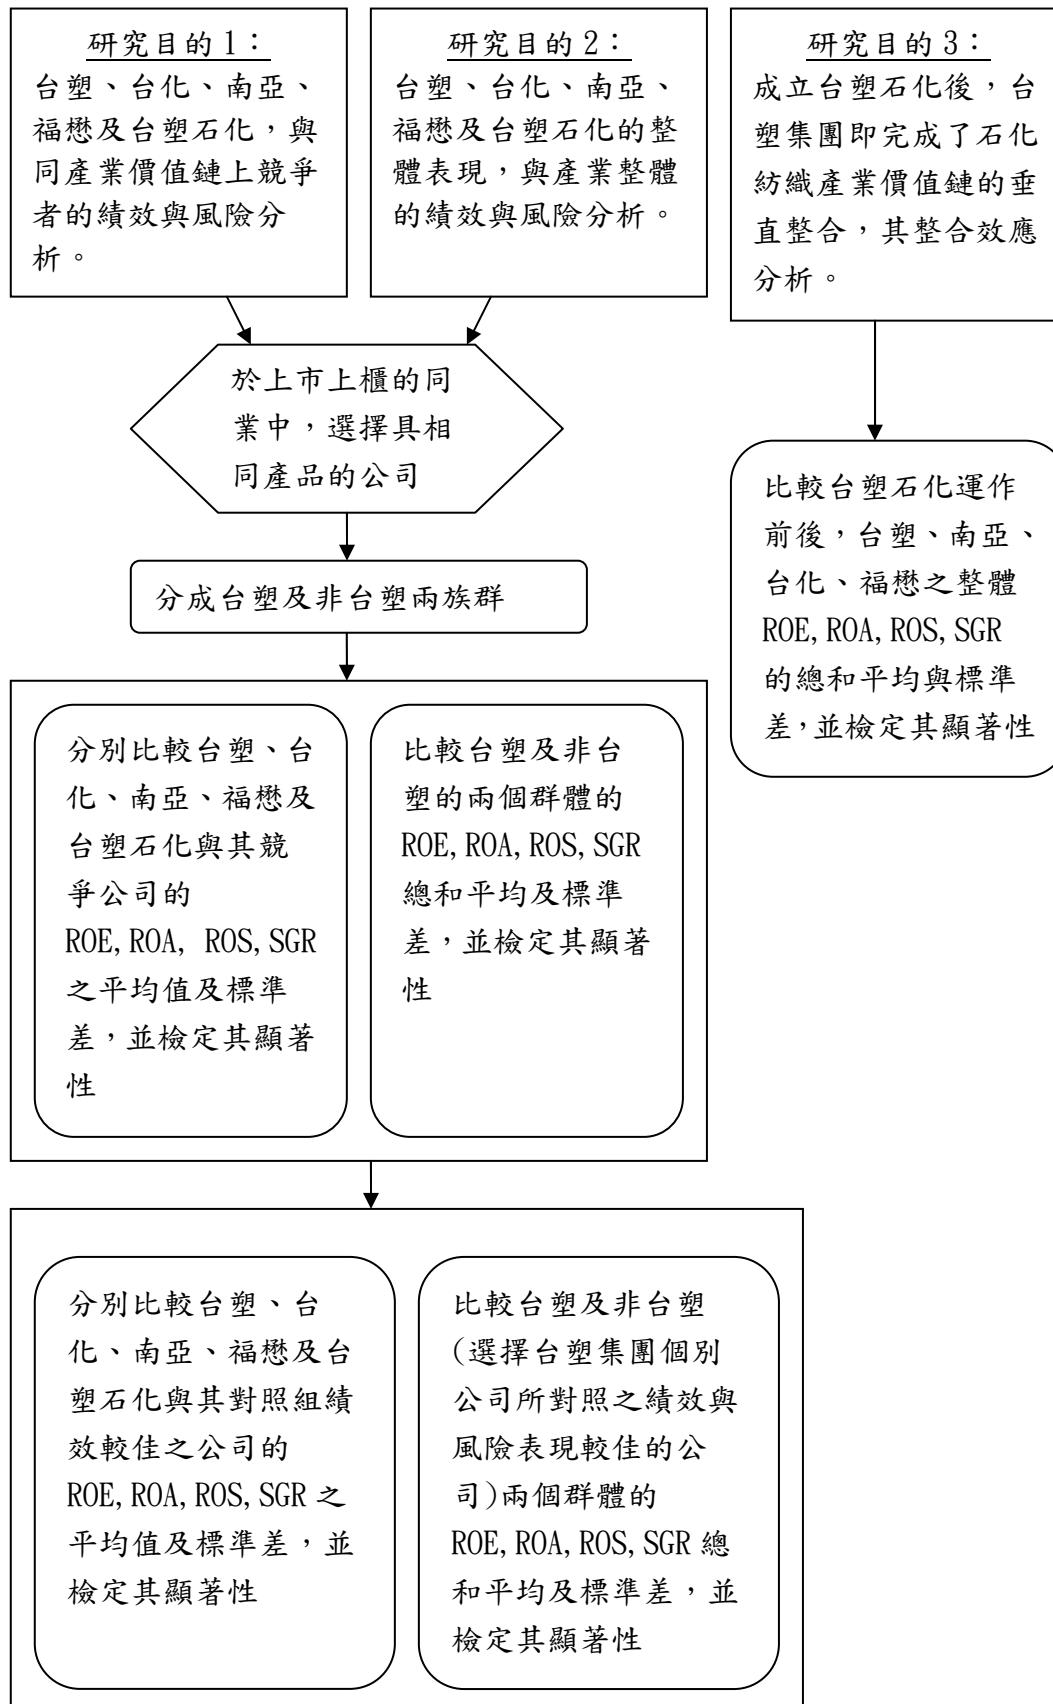 研究目的 1：
台塑、台化、南亞、
福懋及台塑石化，與
同產業價值鏈上競爭
者的績效與風險分
析。
研究目的 2：
台塑、台化、南亞、
福懋及台塑石化的整
體表現，與產業整體
的績效與風險分析。
研究目的 3：
成立台塑石化後，台
塑集團即完成了石化
紡織產業價值鏈的垂
直整合，其整合效應
分析。
於上市上櫃的同
業中，選擇具相
同產品的公司
比較台塑石化運作
前後，台塑、南亞、
台化、福懋之整體
ROE, ROA, ROS, SGR
的總和平均與標準
差,並檢定其顯著性
分成台塑及非台塑兩族群
分別比較台塑、台
化、南亞、福懋及
台塑石化與其競
爭公司的
ROE, ROA, ROS, SGR
之平均值及標準
差，並檢定其顯著
性
比較台塑及非台
塑的兩個群體的
ROE, ROA, ROS, SGR
總和平均及標準
差，並檢定其顯著
性
分別比較台塑、台
化、南亞、福懋及台
塑石化與其對照組績
效較佳之公司的
ROE, ROA, ROS, SGR 之
平均值及標準差，並
檢定其顯著性
比較台塑及非台塑
(選擇台塑集團個別
公司所對照之績效與
風險表現較佳的公
司)兩個群體的
ROE, ROA, ROS, SGR 總
和平均及標準差，並
檢定其顯著性